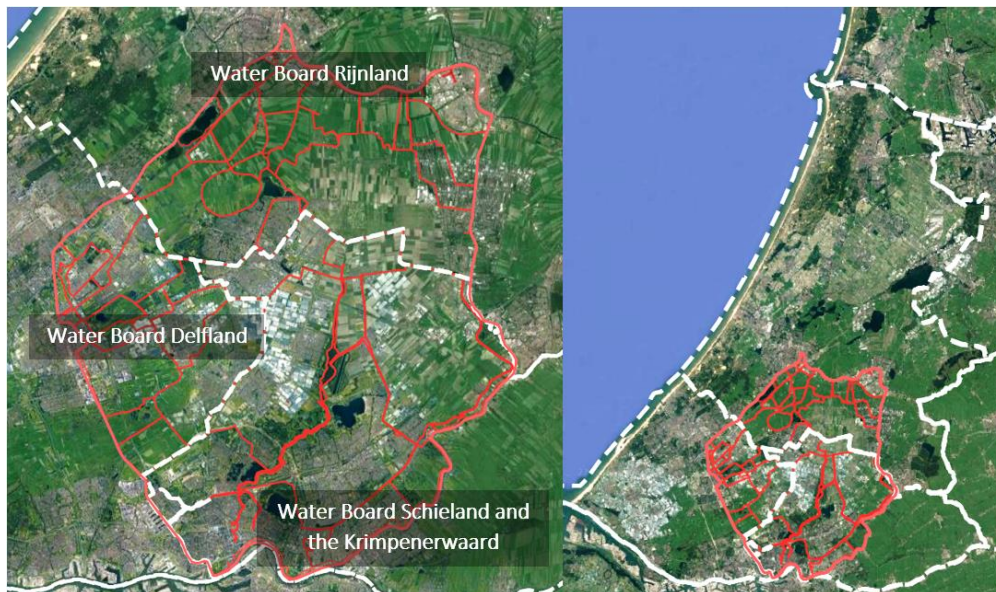 Water Board Rijnland
Water Board Delfland
Water Board Schieland and
the Krimpenerwaard